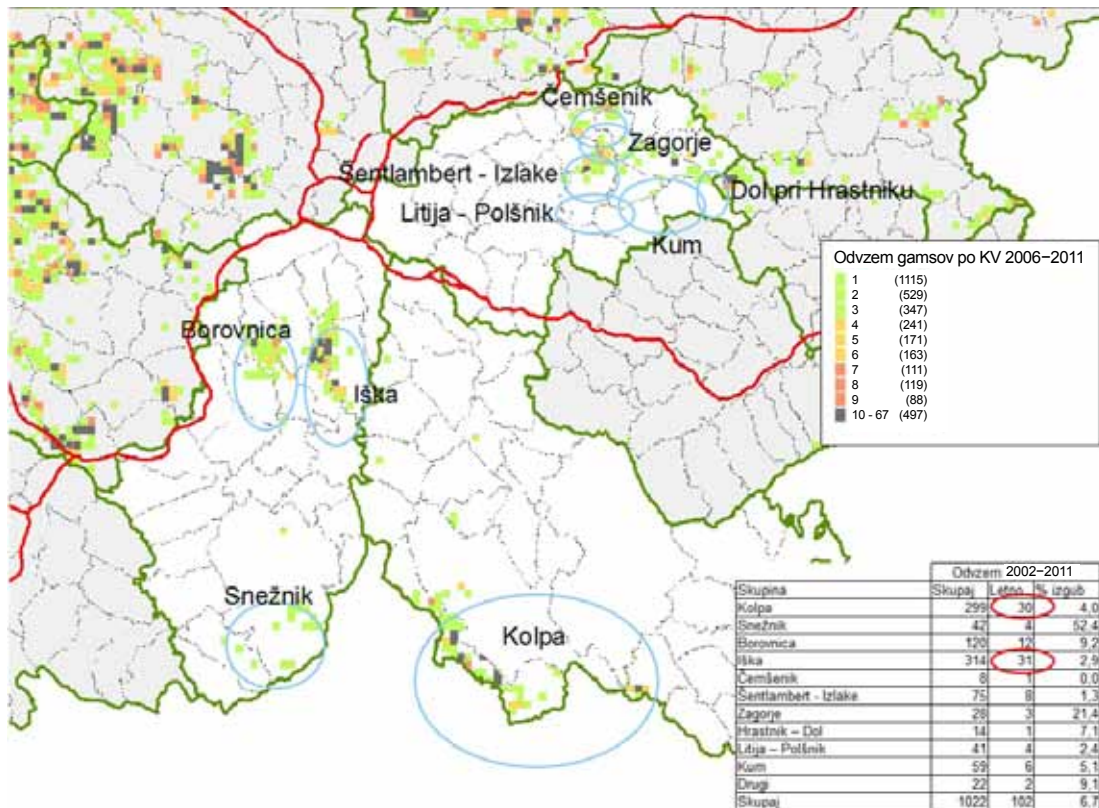 Čemšenik
Zagorje
Šentlambert - Izlake
Dol pri Hrastniku
Litija - Polšnik
Kum
Borovnica
Iška
Snežnik
Kolpa
Odvzem gamsov po KV 2006–2011
1 (1115)
2 (529)
3 (347)
4 (241)
5 (171)
6 (163)
7 (111)
8 (119)
9 (88)
10 - 67 (497)
Odvzem 2002–2011
Skupina Skupaj Letno % izgub
Kolpa 299 30 4,0
Snežnik 42 4 52,4
Borovnica 120 12 9,2
Iška 314 31 2,9
Čemšenik 8 1 0,0
Šentlambert - Izlake 75 8 1,3
Zagorje 28 3 21,4
Hrastnik – Dol 14 1 7,1
Litija – Polšnik 41 4 2,4
Kum 59 6 5,1
Drugi 22 2 9,1
Skupaj 1022 102 6,7